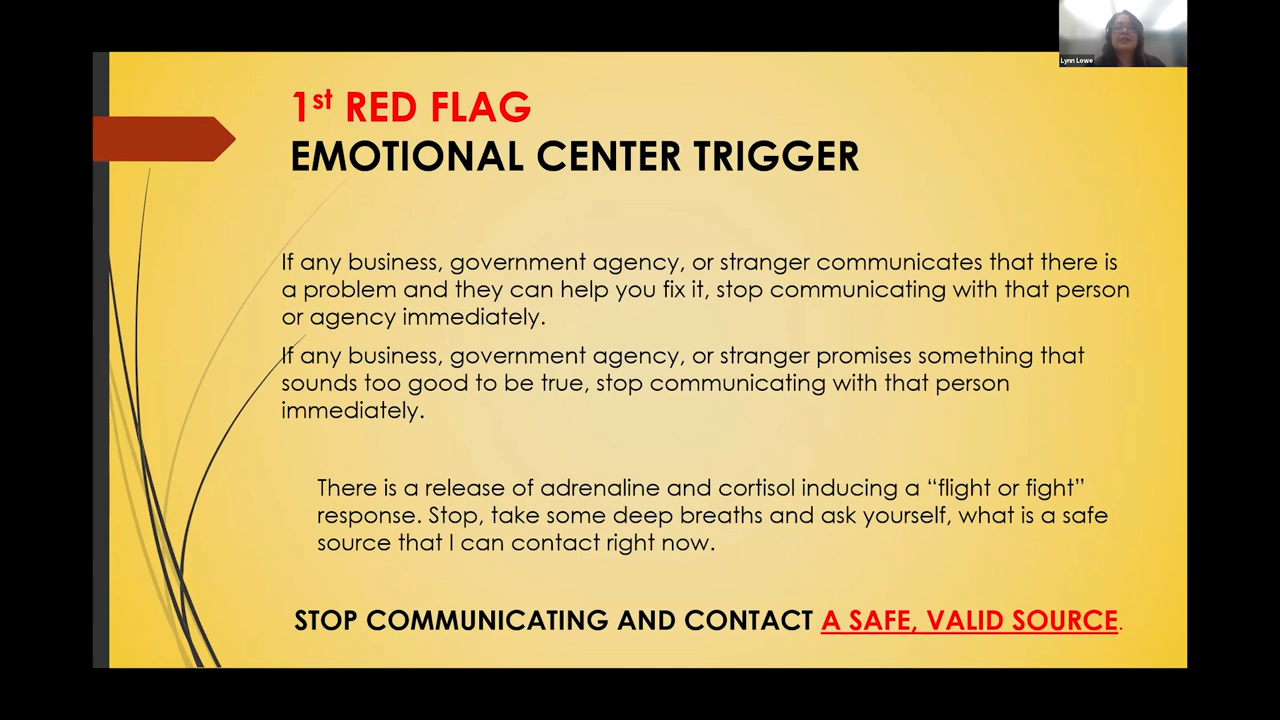 Lynn Lowe
1st RED FLAG
EMOTIONAL CENTER TRIGGER
If any business, government agency, or stranger communicates that there is
a problem and they can help you fix it, stop communicating with that person
or agency immediately.
If any business, government agency, or stranger promises something that
sounds too good to be true, stop communicating with that person
immediately.
There is a release of adrenaline and cortisol inducing a “flight or fight”
response. Stop, take some deep breaths and ask yourself, what is a safe
source that I can contact right now.
STOP COMMUNICATING AND CONTACT A SAFE, VALID SOURCE.